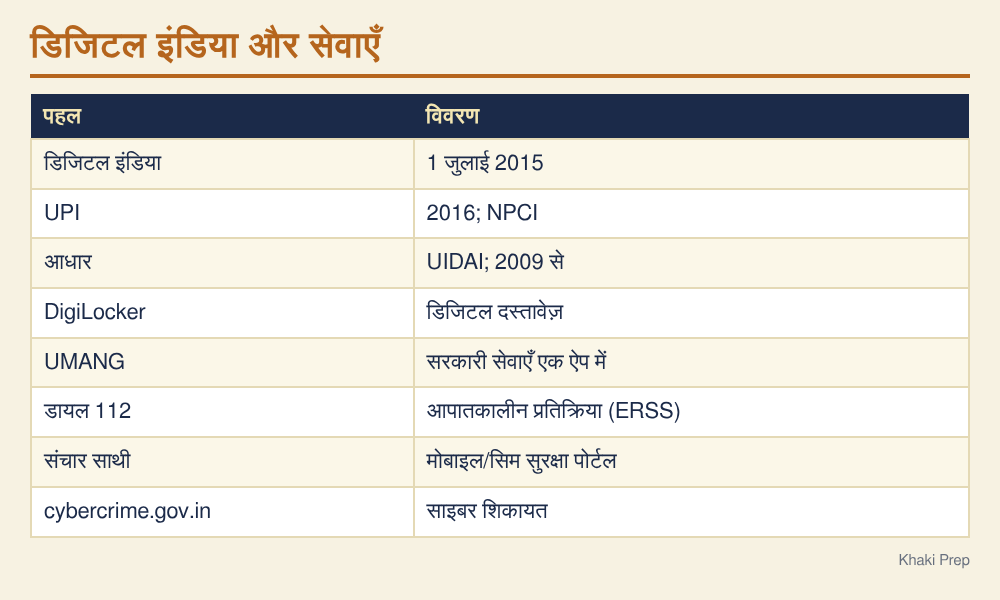 डिजिटल इंडिया और सेवाएँ
पहल विवरण
डिजिटल इंडिया 1 जुलाई 2015
UPI 2016; NPCI
आधार UIDAI; 2009 से
DigiLocker डिजिटल दस्तावेज़
UMANG सरकारी सेवाएँ एक ऐप में
डायल 112 आपातकालीन प्रतिक्रिया (ERSS)
संचार साथी मोबाइल/सिम सुरक्षा पोर्टल
cybercrime.gov.in साइबर शिकायत
Khaki Prep